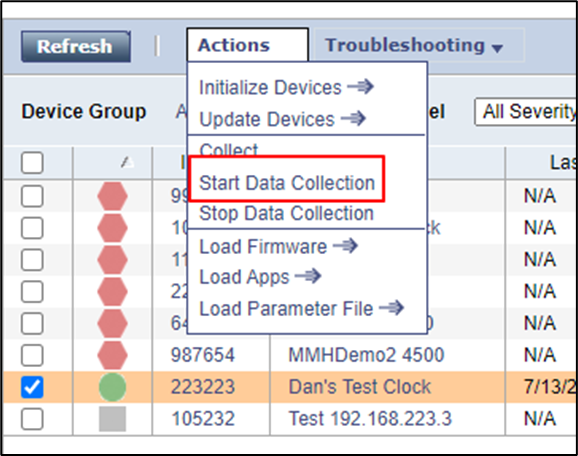 Refresh | Actions Troubleshooting ▼
Initialize Devices
Device Group A el All Severity
Update Devices
Collect
Las
Start Data Collection
99 N/A
Stop Data Collection
10 ck N/A
Load Firmware
11 N/A
Load Apps
22 N/A
Load Parameter File
64 0 N/A
987654 MMHDemo2 4500 N/A
223223 Dan's Test Clock 7/13/2
105232 Test 192.168.223.3 N/A